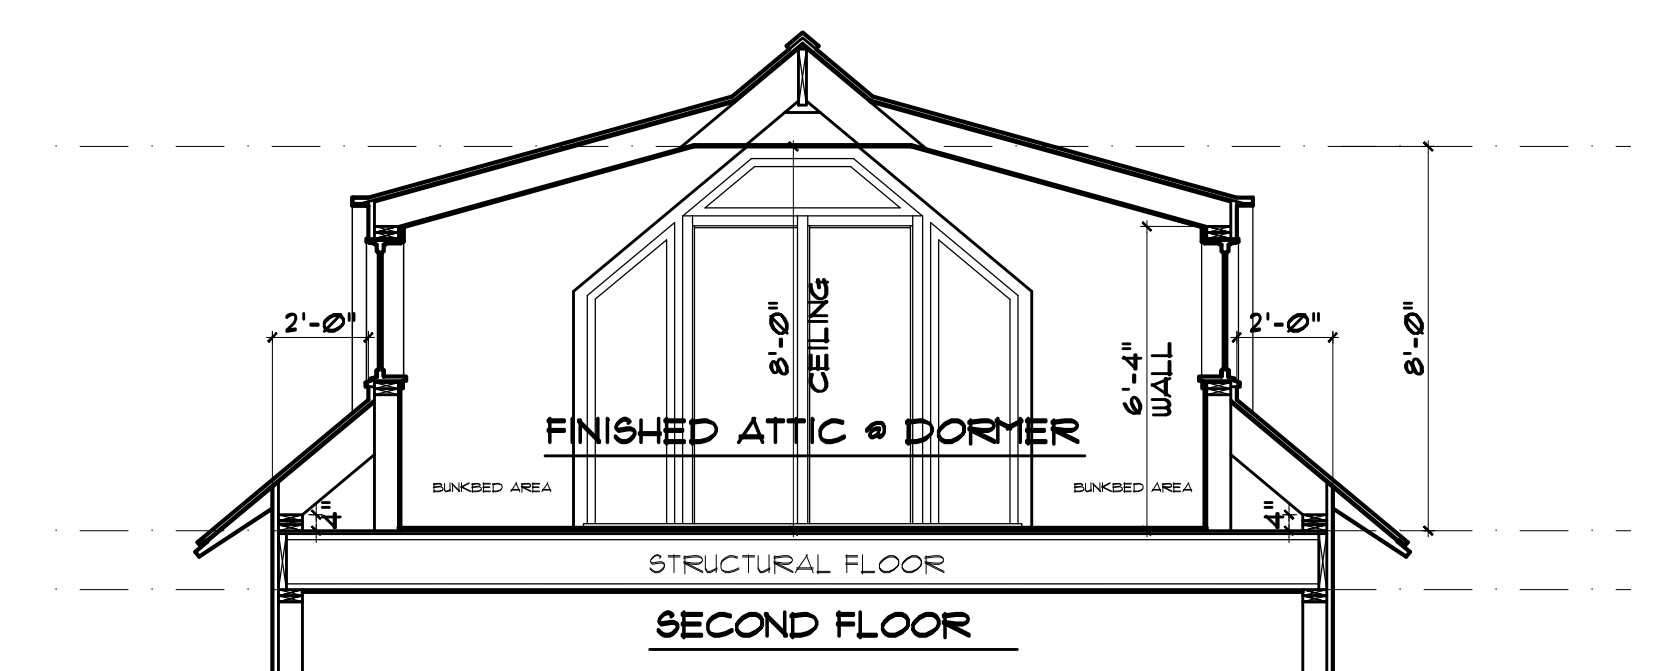 2'-0"
8'-0"
CEILING
6'-4"
WALL
2'-0"
8'-0"
FINISHED ATTIC @ DORMER
BUNKBED AREA
BUNKBED AREA
4"
4"
STRUCTURAL FLOOR
SECOND FLOOR